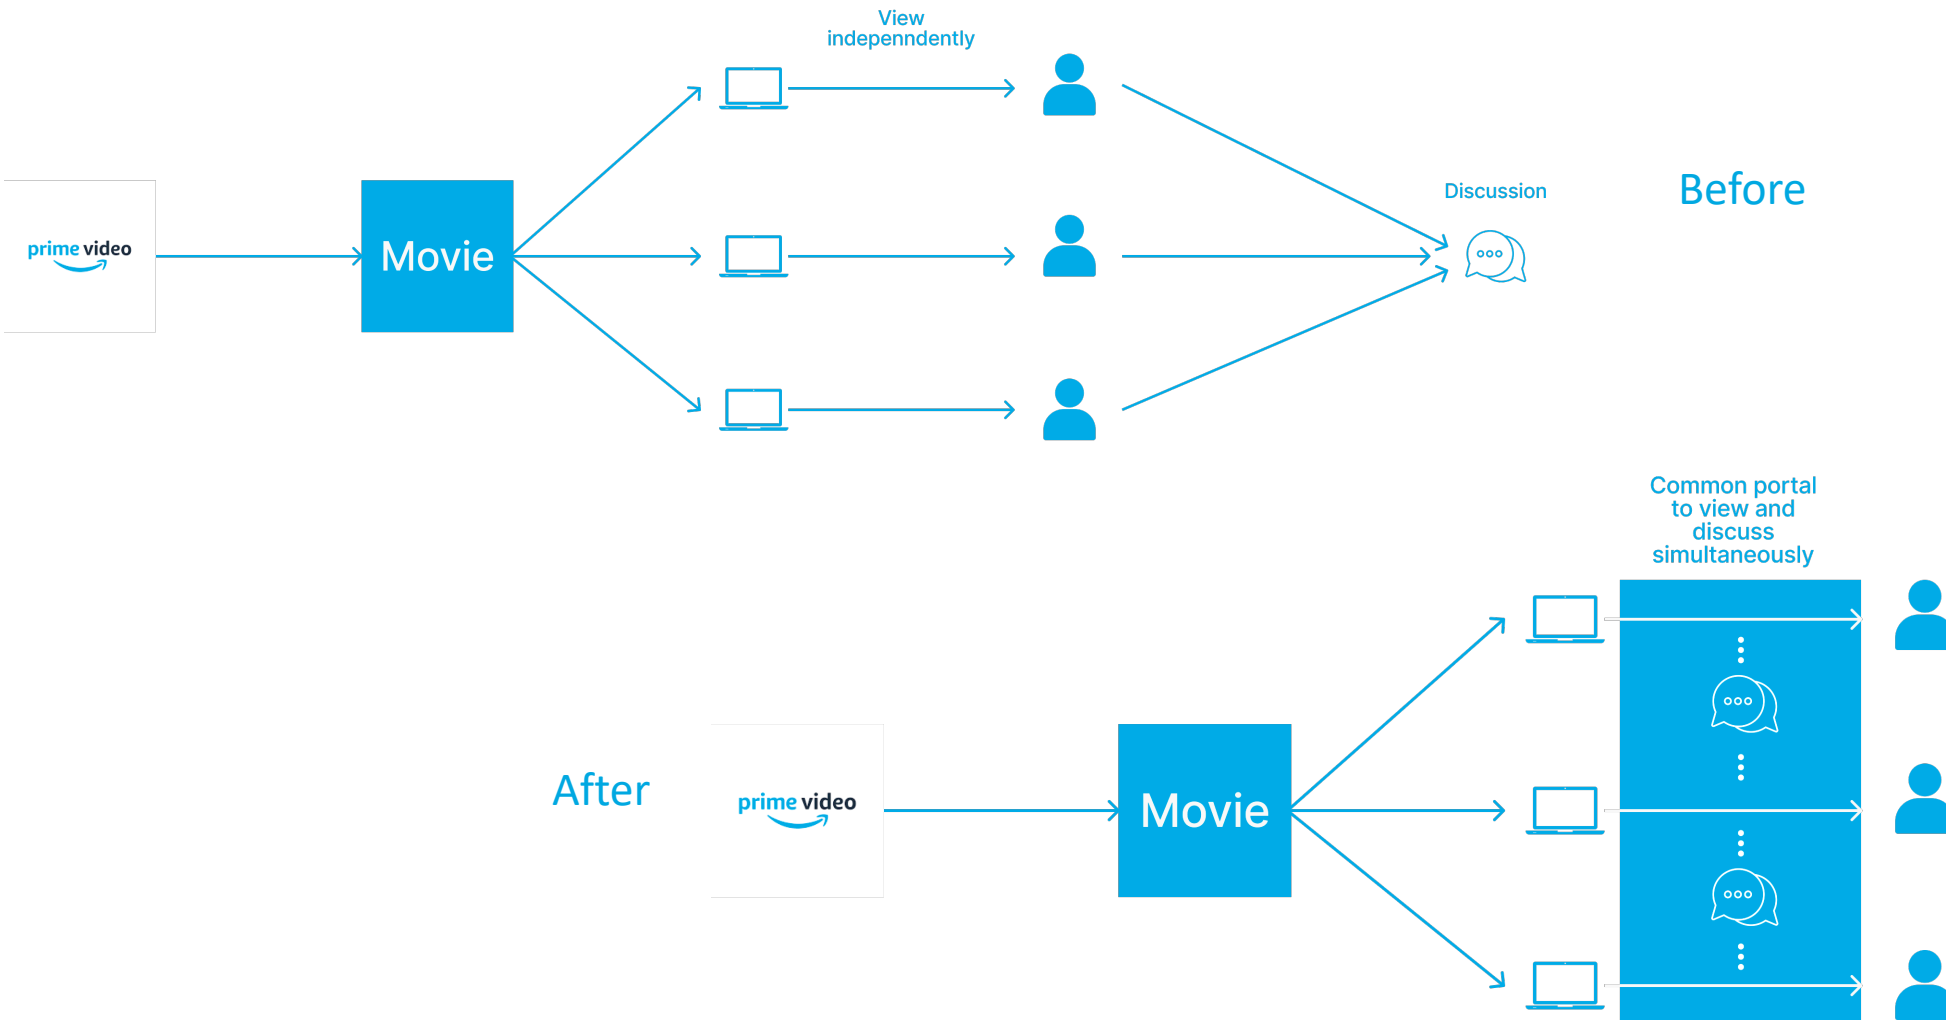 View
indepenndently
Discussion
Before
prime video
Movie
Common portal
to view and
discuss
simultaneously
After
prime video
Movie